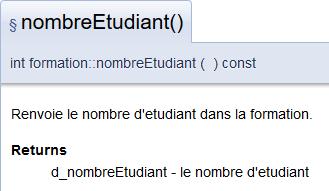 § nombreEtudiant()
int formation::nombreEtudiant ( ) const
Renvoie le nombre d'etudiant dans la formation.
Returns
d_nombreEtudiant - le nombre d'etudiant